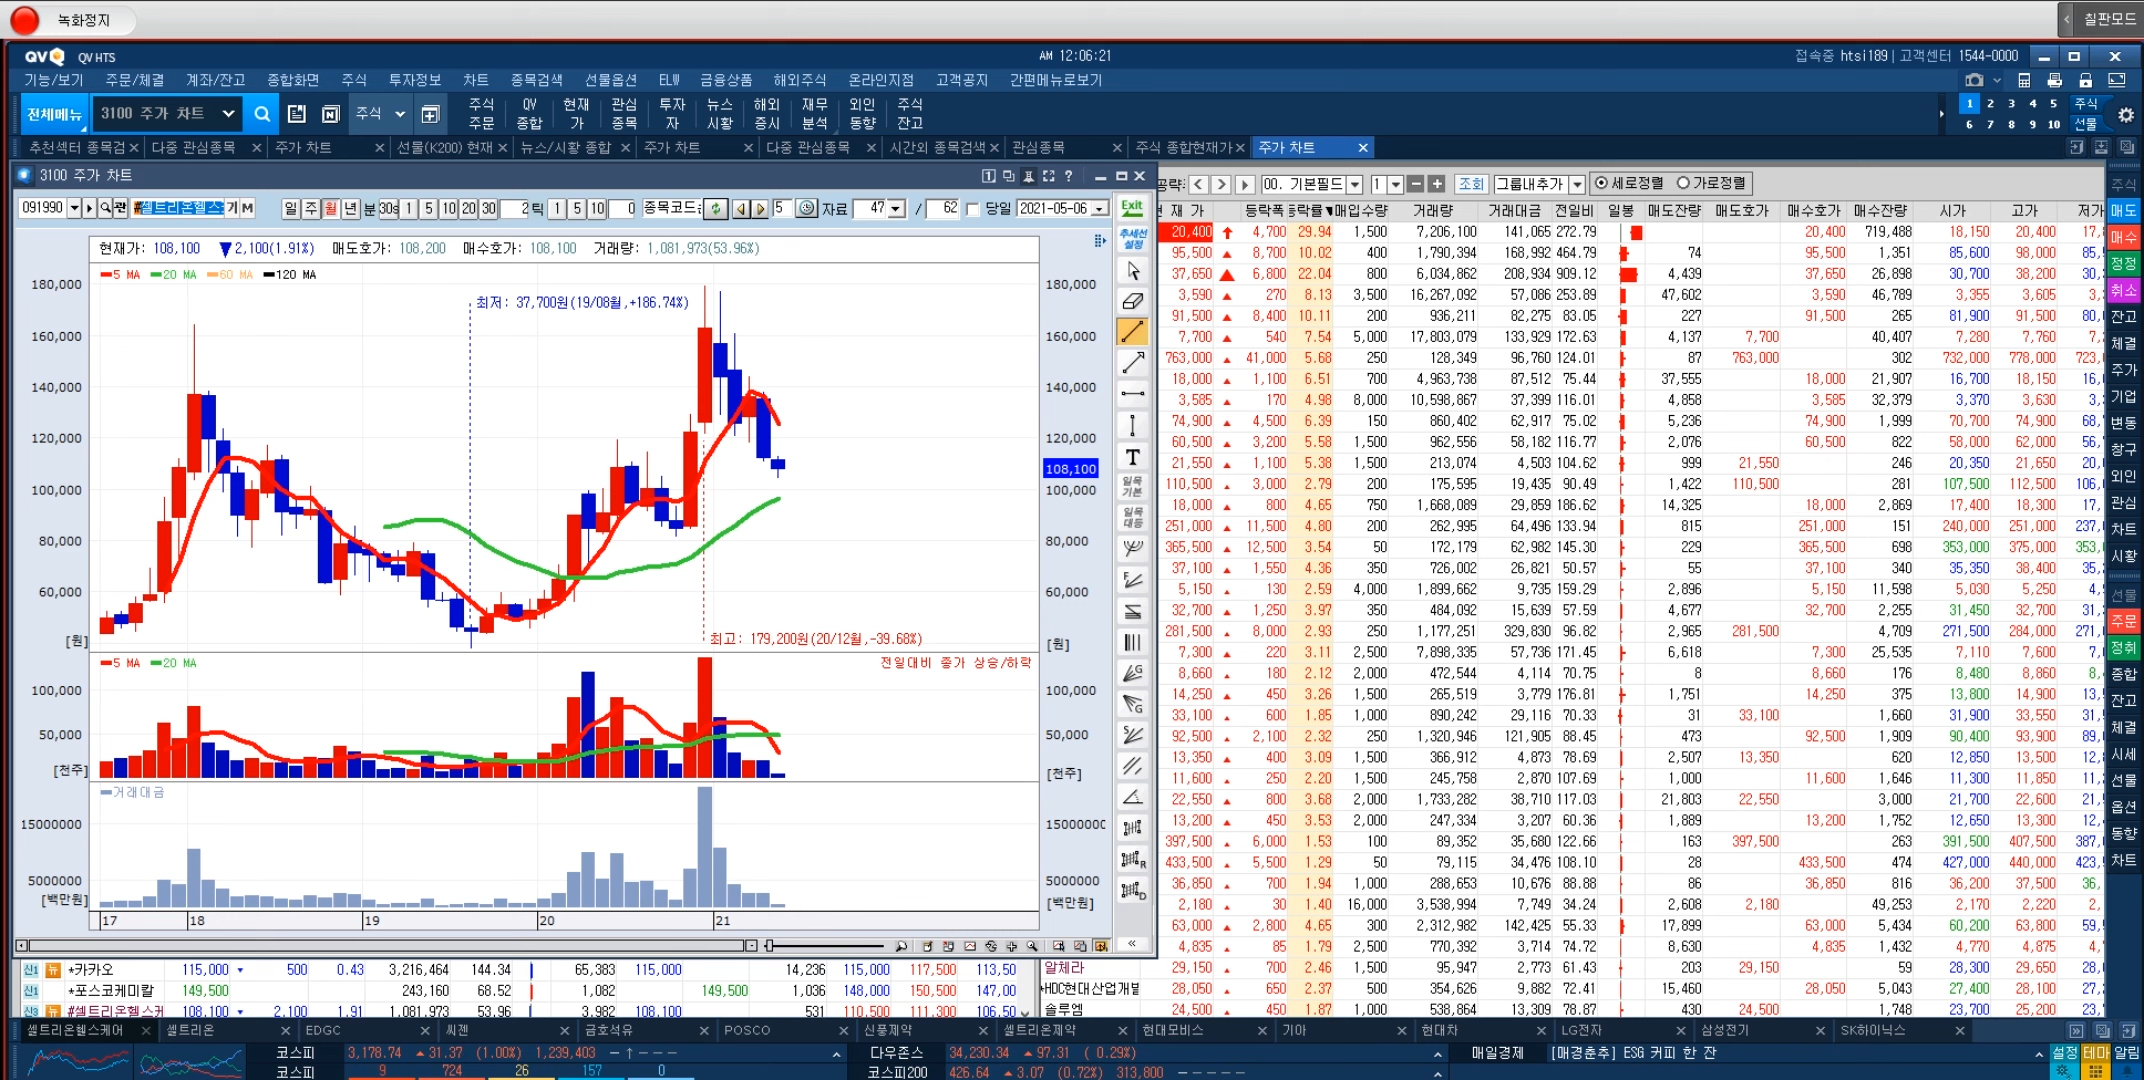 녹화정지
칠판모드
QV QV HTS
AM 12:06:21
접속중 htsi189 | 고객센터 1544-0000
기능/보기 주문/체결 계좌/잔고 종합화면 주식 투자정보 차트 종목검색 선물옵션 ELW 금융상품 해외주식 온라인지점 고객공지 간편메뉴로보기
전체메뉴 3100 주가 차트 주식
주식 주문 QV 종합 현재가 관심 종목 투자자 뉴스 시황 해외 증시 재무 분석 외인 동향 주식 잔고
1 2 3 4 5 주식
6 7 8 9 10 선물
추천섹터 종목검 다중 관심종목 주가 차트 선물(K200) 현재 뉴스/시황 종합 주가 차트 다중 관심종목 시간외 종목검색 관심종목 주식 종합현재가 주가 차트
3100 주가 차트
091990 #셀트리온헬스 일 주 월 년 분 30s 1 5 10 20 30 2 틱 1 5 10 0 종목코드 5 자료 47 / 62 당일 2021-05-06
현재가: 108,100 ▼2,100(1.91%) 매도호가: 108,200 매수호가: 108,100 거래량: 1,081,973(53.96%)
5 MA 20 MA 60 MA 120 MA
최저: 37,700원(19/08월,+186.74%)
최고: 179,200원(20/12월,-39.68%)
180,000
160,000
140,000
120,000
108,100
100,000
80,000
60,000
[원]
5 MA 20 MA
전일대비 종가 상승/하락
100,000
50,000
[천주]
거래대금
15000000
5000000
[백만원]
17 18 19 20 21
Exit
추세선 설정
T
일목 기본
일목 대등
00. 기본필드 1 조회 그룹내추가 세로정렬 가로정렬
재 가 등락폭 등락률▼ 매입수량 거래량 거래대금 전일비 일봉 매도잔량 매도호가 매수호가 매수잔량 시가 고가 저가
20,400 4,700 29.94 1,500 7,206,100 141,065 272.79 20,400 719,488 18,150 20,400
95,500 8,700 10.02 400 1,790,394 168,992 464.79 74 95,500 1,351 85,600 98,000
37,650 6,800 22.04 800 6,034,862 208,934 909.12 4,439 37,650 26,898 30,700 38,200
3,590 270 8.13 3,500 16,267,092 57,086 253.89 47,602 3,590 46,789 3,355 3,605
91,500 8,400 10.11 200 936,211 82,275 83.05 227 91,500 265 81,900 91,500
7,700 540 7.54 5,000 17,803,079 133,929 172.63 4,137 7,700 40,407 7,280 7,760
763,000 41,000 5.68 250 128,349 96,760 124.01 87 763,000 302 732,000 778,000
18,000 1,100 6.51 700 4,963,738 87,512 75.44 37,555 18,000 21,907 16,700 18,150
3,585 170 4.98 8,000 10,598,867 37,399 116.01 4,858 3,585 32,379 3,370 3,630
74,900 4,500 6.39 150 860,402 62,917 75.02 5,236 74,900 1,999 70,700 74,900
60,500 3,200 5.58 1,500 962,556 58,182 116.77 2,076 60,500 822 58,000 62,000
21,550 1,100 5.38 1,500 213,074 4,503 104.62 999 21,550 246 20,350 21,650
110,500 3,000 2.79 200 175,595 19,435 90.49 1,422 110,500 281 107,500 112,500
18,000 800 4.65 750 1,668,089 29,859 186.62 14,325 18,000 2,869 17,400 18,300
251,000 11,500 4.80 200 262,995 64,496 133.94 815 251,000 151 240,000 251,000
365,500 12,500 3.54 50 172,179 62,982 145.30 229 365,500 698 353,000 375,000
37,100 1,550 4.36 350 726,002 26,821 50.57 55 37,100 340 35,350 38,400
5,150 130 2.59 4,000 1,899,662 9,735 159.29 2,896 5,150 11,598 5,030 5,250
32,700 1,250 3.97 350 484,092 15,639 57.59 4,677 32,700 2,255 31,450 32,700
281,500 8,000 2.93 250 1,177,251 329,830 96.82 2,965 281,500 4,709 271,500 284,000
7,300 220 3.11 2,500 7,898,335 57,736 171.45 6,618 7,300 25,535 7,110 7,600
8,660 180 2.12 2,000 472,544 4,114 70.75 8 8,660 176 8,480 8,860
14,250 450 3.26 1,500 265,519 3,779 176.81 1,751 14,250 375 13,800 14,900
33,100 600 1.85 1,000 890,242 29,116 70.33 31 33,100 1,660 31,900 33,550
92,500 2,100 2.32 250 1,320,946 121,905 88.45 473 92,500 1,909 90,400 93,900
13,350 400 3.09 1,500 366,912 4,873 78.69 2,507 13,350 620 12,850 13,500
11,600 250 2.20 1,500 245,758 2,870 107.69 1,000 11,600 1,646 11,300 11,850
22,550 800 3.68 2,000 1,733,282 38,710 117.03 21,803 22,550 3,000 21,700 22,600
13,200 450 3.53 2,000 247,334 3,207 60.36 1,889 13,200 1,752 12,650 13,300
397,500 6,000 1.53 100 89,352 35,680 122.66 163 397,500 263 391,500 407,500
433,500 5,500 1.29 50 79,115 34,476 108.10 28 433,500 474 427,000 440,000
36,850 700 1.94 1,000 288,653 10,676 88.88 86 36,850 816 36,200 37,500
2,180 30 1.40 16,000 3,538,994 7,749 34.24 2,608 2,180 49,253 2,170 2,220
63,000 2,800 4.65 300 2,312,982 142,425 55.33 17,899 63,000 5,434 60,200 63,800
4,835 85 1.79 2,500 770,392 3,714 74.72 8,630 4,835 1,432 4,770 4,875
알체라 29,150 700 2.46 1,500 95,947 2,773 61.43 203 29,150 59 28,300 29,650
*HDC현대산업개발 28,050 650 2.37 500 354,626 9,882 72.41 15,460 28,050 5,043 27,400 28,100
솔루엠 24,500 450 1.87 1,000 538,864 13,309 78.87 430 24,500 1,748 23,700 25,200
신1 뉴 *카카오 115,000 ▼ 500 0.43 3,216,464 144.34 65,383 115,000 14,236 115,000 117,500 113,50
신1 *포스코케미칼 149,500 243,160 68.52 1,082 149,500 1,036 148,000 150,500 147,00
신3 뉴 #셀트리온헬스케 108,100 ▼ 2,100 1.91 1,081,973 53.96 3,982 108,100 531 110,500 111,300 106,50
주식
매도
매수
정정
취소
잔고
체결
주가
기업
변동
창구
외인
관심
차트
시황
선물
주문
정취
종합
잔고
체결
시세
선물
옵션
동향
차트
셀트리온헬스케어 셀트리온 EDGC 씨젠 금호석유 POSCO 신풍제약 셀트리온제약 현대모비스 기아 현대차 LG전자 삼성전기 SK하이닉스
코스피 3,178.74 ▲ 31.37 (1.00%) 1,239,403 다우존스 34,230.34 ▲ 97.31 ( 0.29%) 매일경제 [매경춘추] ESG 커피 한 잔 설정 테마 알림
코스피 9 724 26 157 0 코스피200 426.64 ▲ 3.07 (0.72%) 313,800